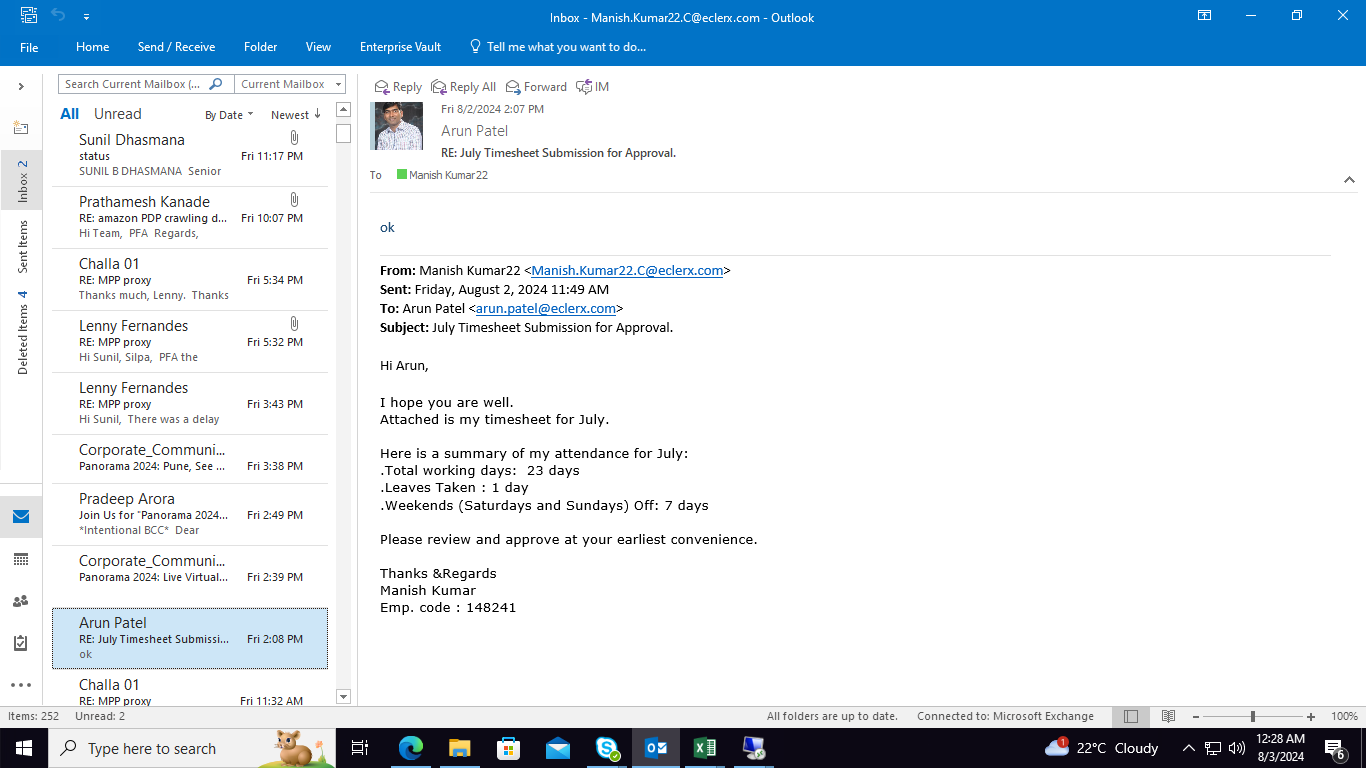 Inbox - Manish.Kumar22.C@eclerx.com - Outlook
File Home Send / Receive Folder View Enterprise Vault Tell me what you want to do...
Search Current Mailbox (... Current Mailbox
All Unread By Date Newest ↓
Inbox 2
Sent Items
Deleted Items 4
Sunil Dhasmana
status Fri 11:17 PM
SUNIL B DHASMANA Senior
Prathamesh Kanade
RE: amazon PDP crawling d... Fri 10:07 PM
Hi Team, PFA Regards,
Challa 01
RE: MPP proxy Fri 5:34 PM
Thanks much, Lenny. Thanks
Lenny Fernandes
RE: MPP proxy Fri 5:32 PM
Hi Sunil, Silpa, PFA the
Lenny Fernandes
RE: MPP proxy Fri 3:43 PM
Hi Sunil, There was a delay
Corporate_Communi...
Panorama 2024: Pune, See ... Fri 3:38 PM
Pradeep Arora
Join Us for "Panorama 2024... Fri 2:49 PM
*Intentional BCC* Dear
Corporate_Communi...
Panorama 2024: Live Virtual... Fri 2:39 PM
Arun Patel
RE: July Timesheet Submissi... Fri 2:08 PM
ok
Challa 01
RE: MPP proxy Fri 11:32 AM
Reply Reply All Forward IM
Fri 8/2/2024 2:07 PM
Arun Patel
RE: July Timesheet Submission for Approval.
To Manish Kumar22
ok
From: Manish Kumar22 <Manish.Kumar22.C@eclerx.com>
Sent: Friday, August 2, 2024 11:49 AM
To: Arun Patel <arun.patel@eclerx.com>
Subject: July Timesheet Submission for Approval.
Hi Arun,
I hope you are well.
Attached is my timesheet for July.
Here is a summary of my attendance for July:
.Total working days:  23 days
.Leaves Taken : 1 day
.Weekends (Saturdays and Sundays) Off: 7 days
Please review and approve at your earliest convenience.
Thanks &Regards
Manish Kumar
Emp. code : 148241
Items: 252 Unread: 2 All folders are up to date. Connected to: Microsoft Exchange 100%
Type here to search 1 22°C Cloudy 12:28 AM
8/3/2024 6